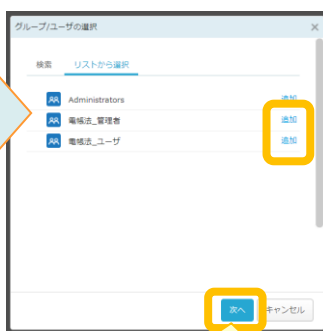 グループ/ユーザの選択 ×
検索 リストから選択
Administrators 追加
電帳法_管理者 追加
電帳法_ユーザ 追加
次へ キャンセル